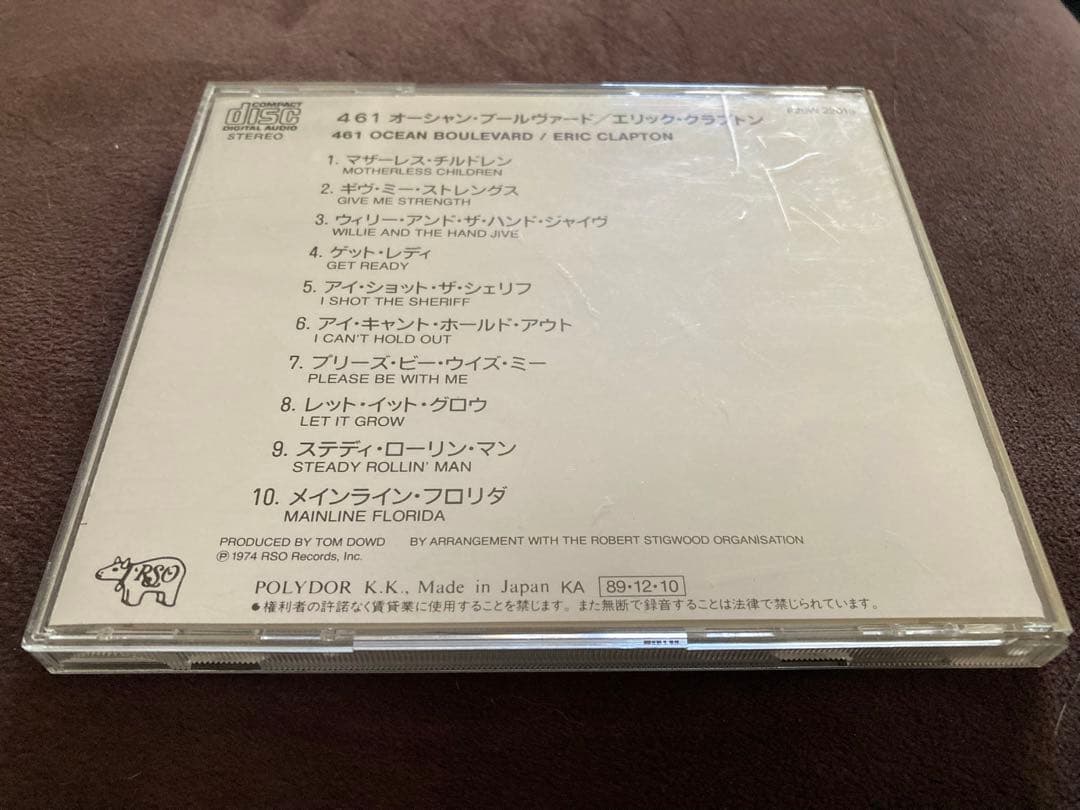 COMPACT
disc
DIGITAL AUDIO
STEREO
461 オーシャン・ブールヴァード／エリック・クラプトン
461 OCEAN BOULEVARD / ERIC CLAPTON
1. マザーレス・チルドレン
MOTHERLESS CHILDREN
2. ギヴ・ミー・ストレングス
GIVE ME STRENGTH
3. ウィリー・アンド・ザ・ハンド・ジャイヴ
WILLIE AND THE HAND JIVE
4. ゲット・レディ
GET READY
5. アイ・ショット・ザ・シェリフ
I SHOT THE SHERIFF
6. アイ・キャント・ホールド・アウト
I CAN'T HOLD OUT
7. プリーズ・ビー・ウイズ・ミー
PLEASE BE WITH ME
8. レット・イット・グロウ
LET IT GROW
9. ステディ・ローリン・マン
STEADY ROLLIN' MAN
10. メインライン・フロリダ
MAINLINE FLORIDA
PRODUCED BY TOM DOWD BY ARRANGEMENT WITH THE ROBERT STIGWOOD ORGANISATION
℗ 1974 RSO Records, Inc.
RSO
POLYDOR K.K., Made in Japan KA 89・12・10
●権利者の許諾なく賃貸業に使用することを禁じます。また無断で録音することは法律で禁じられています。